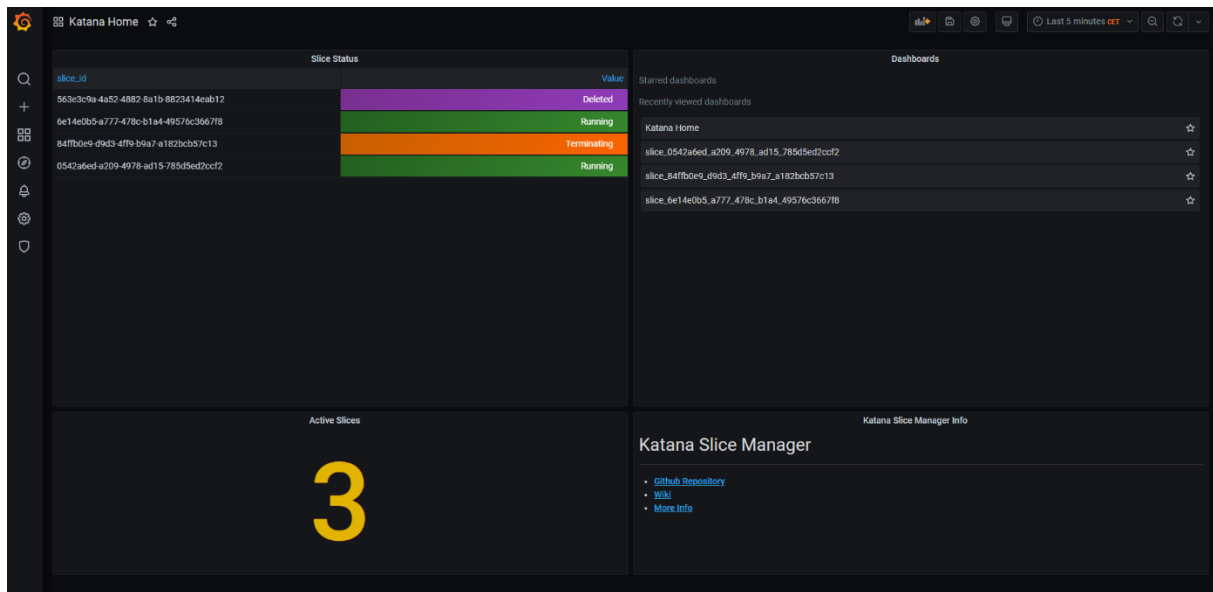 Katana Home
Last 5 minutes CET
Slice Status
slice_id Value
563e3c9a-4a52-4882-8a1b-8823414eab12 Deleted
6e14e0b5-a777-478c-b1a4-49576c3667f8 Running
84ffb0e9-d9d3-4ff9-b9a7-a182bcb57c13 Terminating
0542a6ed-a209-4978-ad15-785d5ed2ccf2 Running
Dashboards
Starred dashboards
Recently viewed dashboards
Katana Home
slice_0542a6ed_a209_4978_ad15_785d5ed2ccf2
slice_84ffb0e9_d9d3_4ff9_b9a7_a182bcb57c13
slice_6e14e0b5_a777_478c_b1a4_49576c3667f8
Active Slices
3
Katana Slice Manager Info
Katana Slice Manager
Github Repository
Wiki
More Info